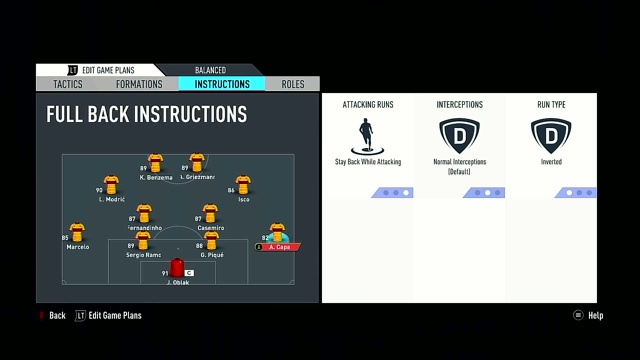 LT EDIT GAME PLANS
BALANCED
TACTICS
FORMATIONS
INSTRUCTIONS
ROLES
FULL BACK INSTRUCTIONS
ATTACKING RUNS
INTERCEPTIONS
RUN TYPE
D
D
Stay Back While Attacking
Normal Interceptions
[Default]
Inverted
89
K. Benzema
89
90
L. Modrić
86
Isco
87
Fernandinho
87
Casemiro
85
Marcelo
89
Sergio Ramo
88
G. Piqué
82
A. Capa
91
C
J. Oblak
Back
LT Edit Game Plans
Help